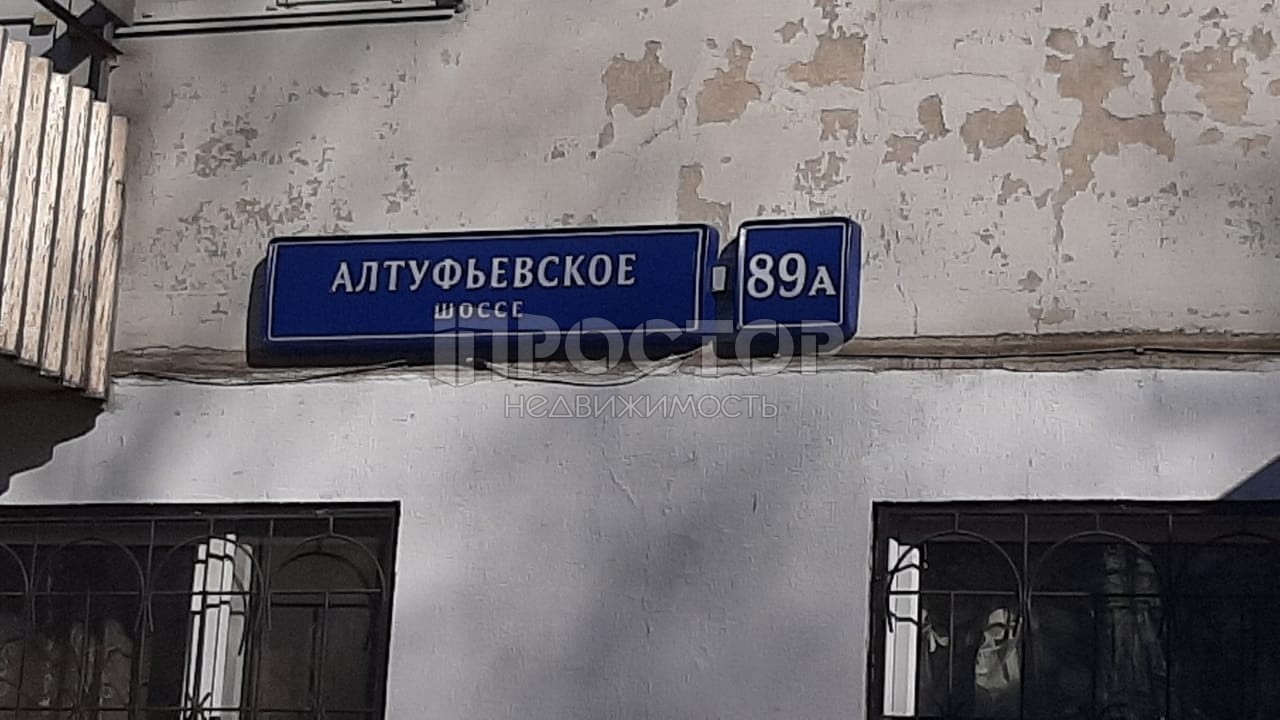 АЛТУФЬЕВСКОЕ
ШОССЕ
89А
ПРОСТОР
НЕДВИЖИМОСТЬ